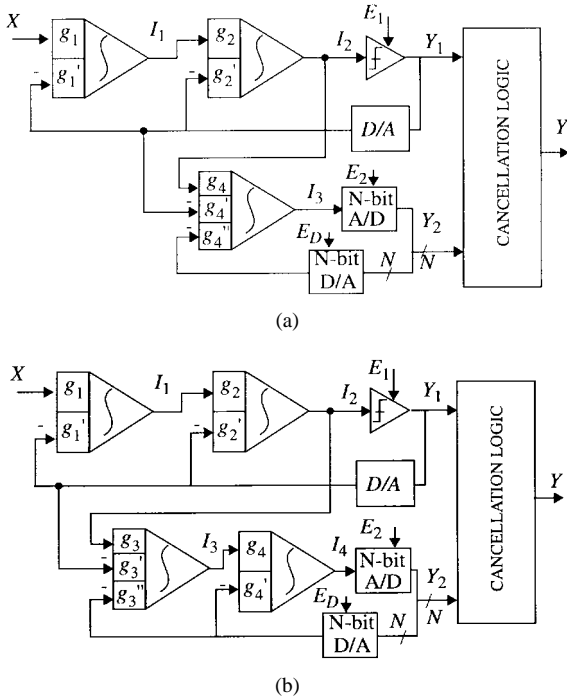 X
g1
g1'
-
I1
g2
g2'
-
I2
E1
Y1
D/A
g4
g4'
g4"
-
-
I3
E2
N-bit
A/D
Y2
ED
N-bit
D/A
N
N
CANCELLATION LOGIC
Y
(a)
X
g1
g1'
-
I1
g2
g2'
-
I2
E1
Y1
D/A
g3
g3'
g3"
-
-
I3
g4
g4'
-
I4
E2
N-bit
A/D
Y2
ED
N-bit
D/A
N
N
CANCELLATION LOGIC
Y
(b)